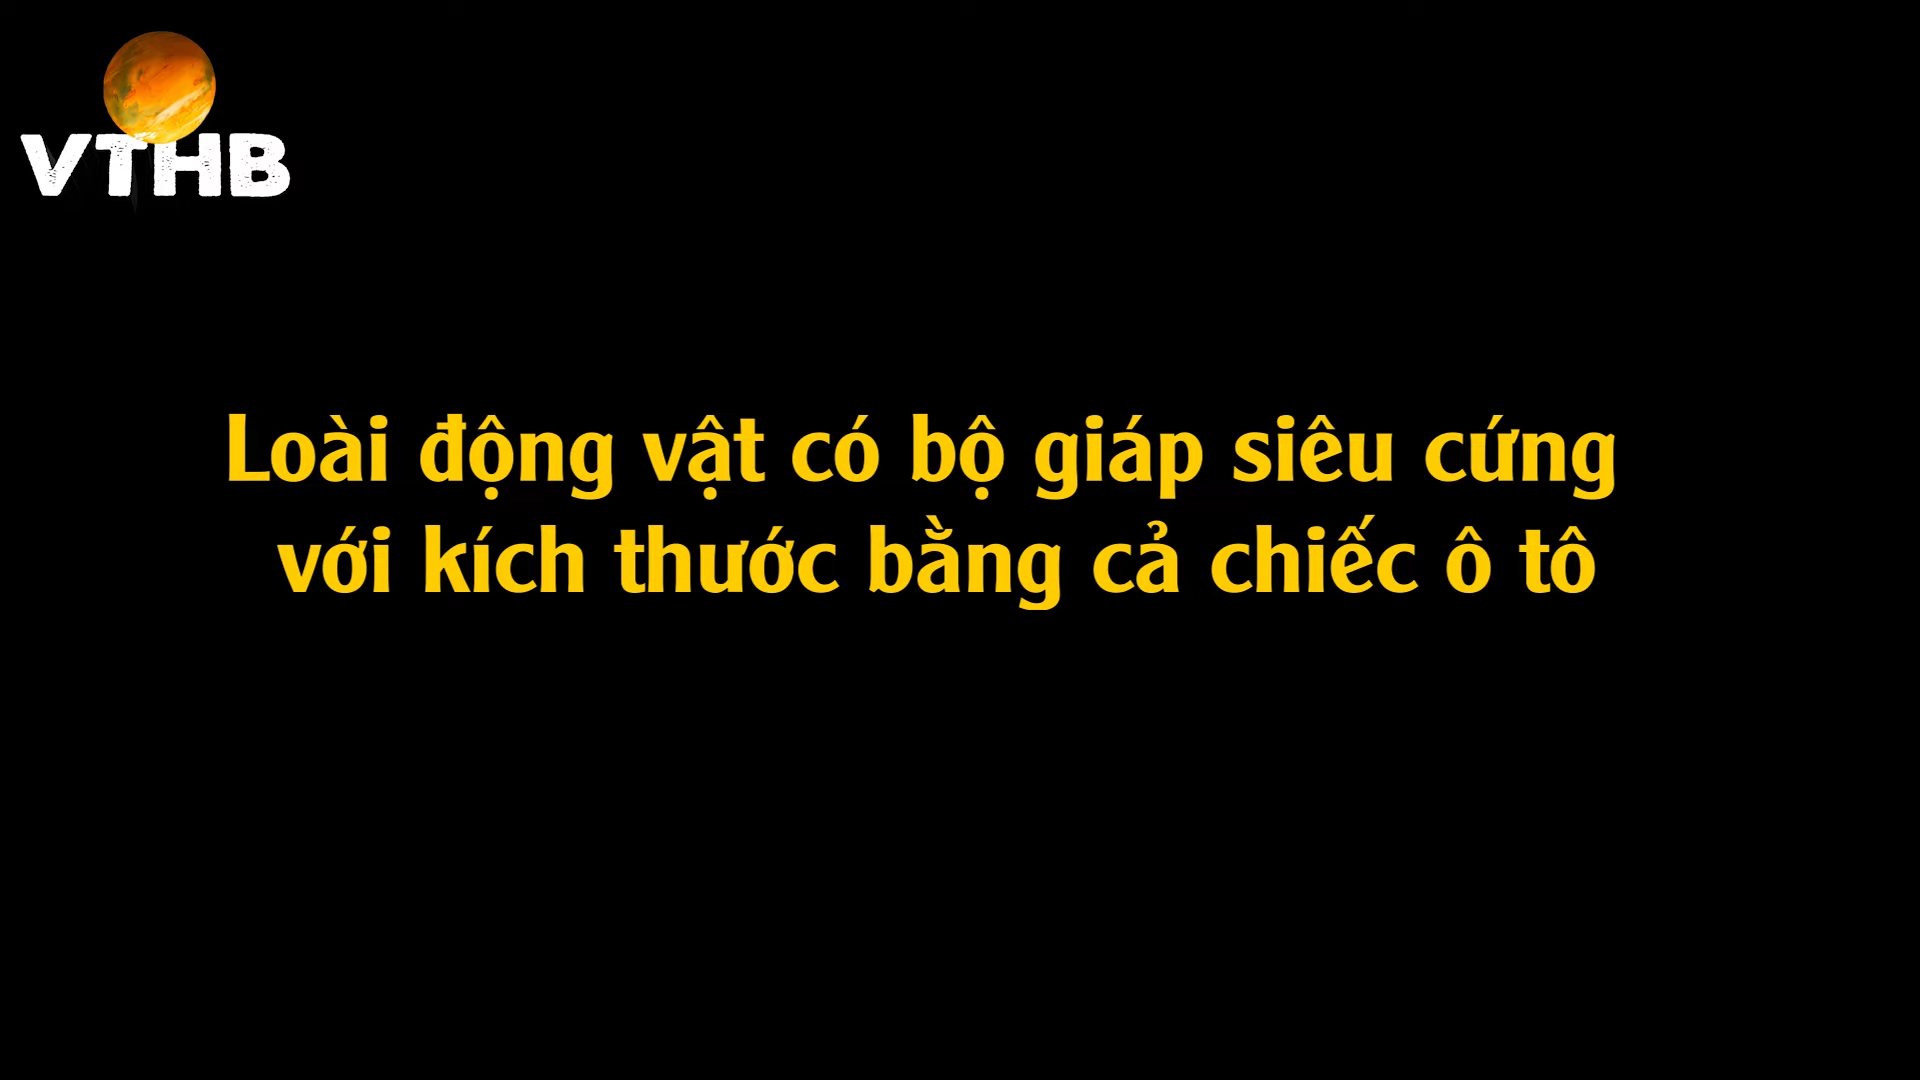 VTHB
Loài động vật có bộ giáp siêu cứng
với kích thước bằng cả chiếc ô tô